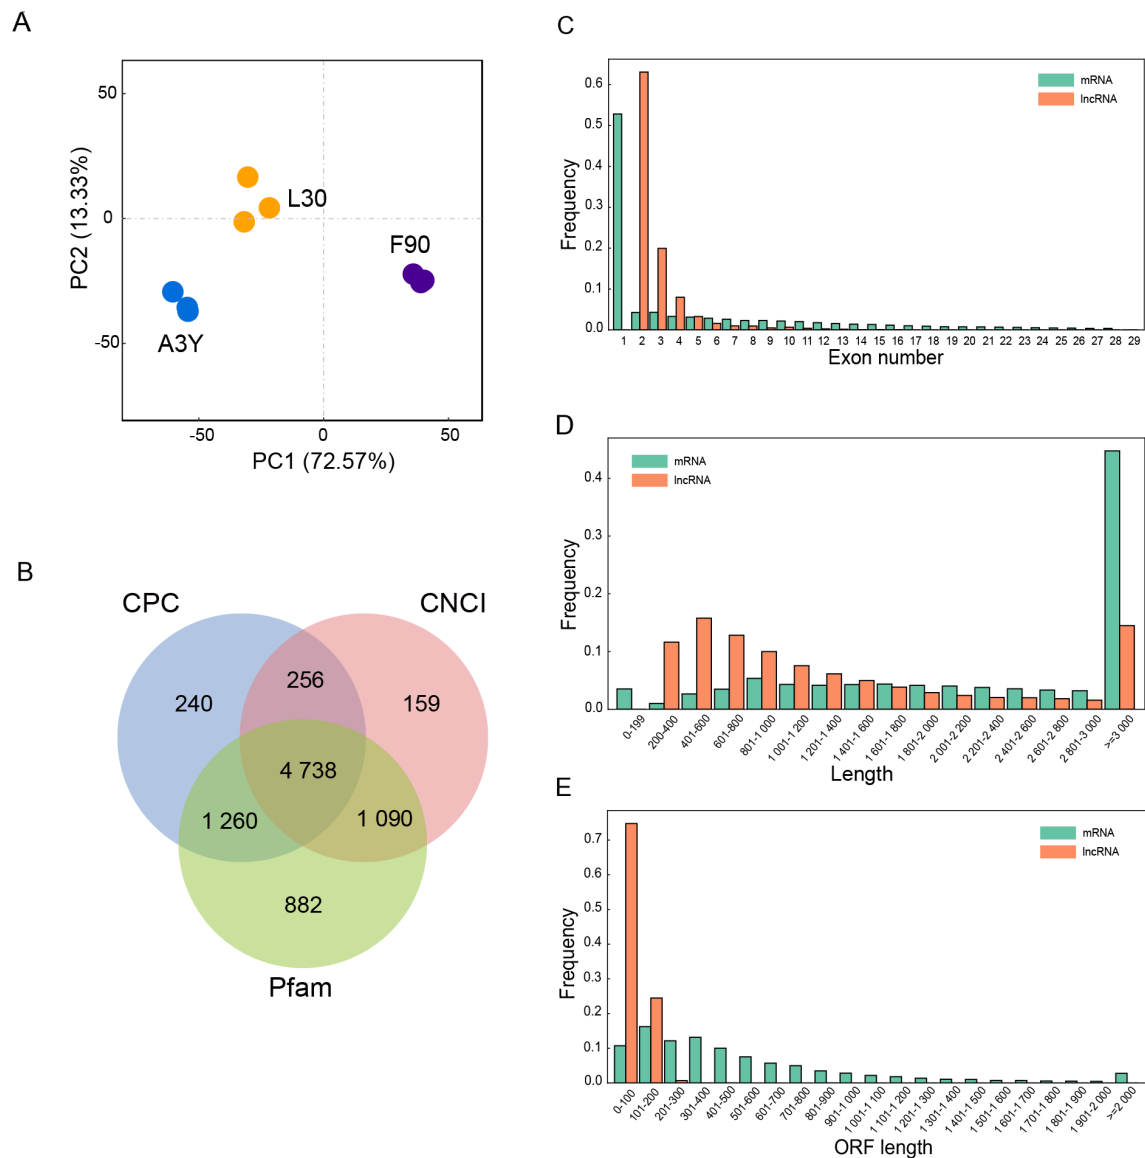 A
50
0
-50
-50
0
50
PC2 (13.33%)
PC1 (72.57%)
L30
F90
A3Y
B
CPC
CNCI
240
256
159
4 738
1 260
1 090
882
Pfam
C
mRNA
lncRNA
Frequency
0.6
0.5
0.4
0.3
0.2
0.1
0.0
1 2 3 4 5 6 7 8 9 10 11 12 13 14 15 16 17 18 19 20 21 22 23 24 25 26 27 28 29
Exon number
D
mRNA
lncRNA
Frequency
0.4
0.3
0.2
0.1
0.0
0-199
200-400
401-600
601-800
801-1 000
1 001-1 200
1 201-1 400
1 401-1 600
1 601-1 800
1 801-2 000
2 001-2 200
2 201-2 400
2 401-2 600
2 601-2 800
2 801-3 000
>=3 000
Length
E
mRNA
lncRNA
Frequency
0.7
0.6
0.5
0.4
0.3
0.2
0.1
0.0
0-100
101-200
201-300
301-400
401-500
501-600
601-700
701-800
801-900
901-1 000
1 001-1 100
1 101-1 200
1 201-1 300
1 301-1 400
1 401-1 500
1 501-1 600
1 601-1 700
1 701-1 800
1 801-1 900
1 901-2 000
>=2 000
ORF length